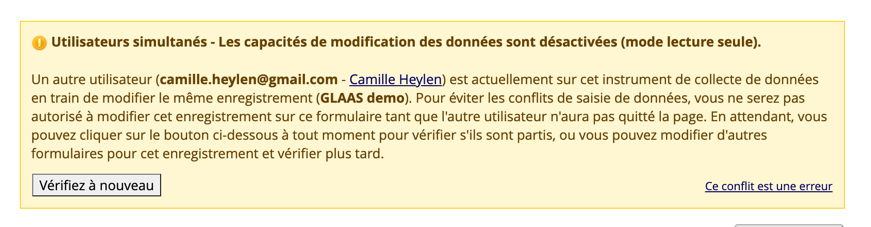 Utilisateurs simultanés - Les capacités de modification des données sont désactivées (mode lecture seule).
Un autre utilisateur (camille.heylen@gmail.com - Camille Heylen) est actuellement sur cet instrument de collecte de données
en train de modifier le même enregistrement (GLAAS demo). Pour éviter les conflits de saisie de données, vous ne serez pas
autorisé à modifier cet enregistrement sur ce formulaire tant que l'autre utilisateur n'aura pas quitté la page. En attendant, vous
pouvez cliquer sur le bouton ci-dessous à tout moment pour vérifier s'ils sont partis, ou vous pouvez modifier d'autres
formulaires pour cet enregistrement et vérifier plus tard.
Vérifiez à nouveau
Ce conflit est une erreur